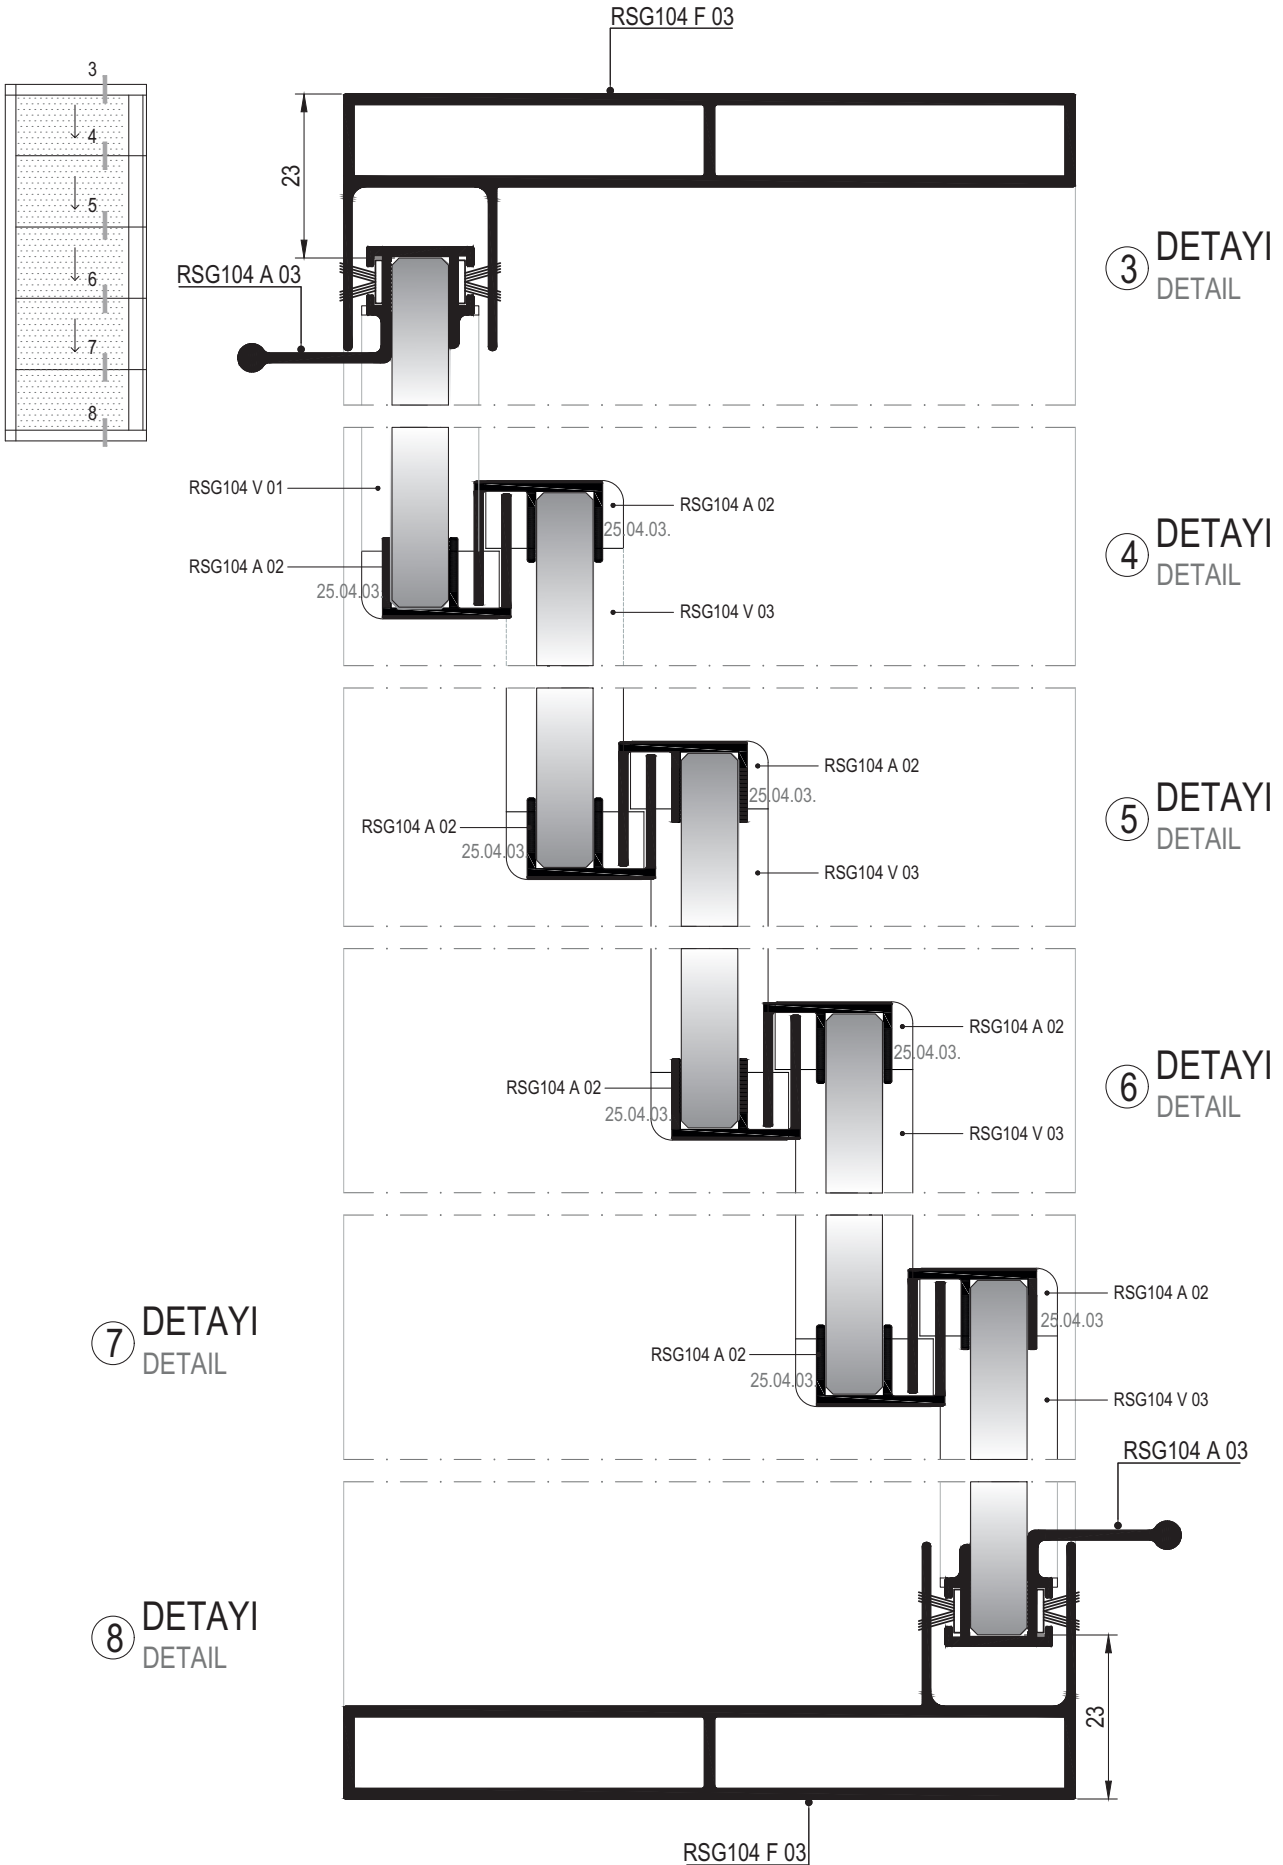 RSG104 F 03
3
4
5
6
7
8
23
RSG104 A 03
3 DETAYI
DETAIL
RSG104 V 01
RSG104 A 02
25.04.03.
RSG104 A 02
25.04.03.
RSG104 V 03
4 DETAYI
DETAIL
RSG104 A 02
25.04.03.
RSG104 A 02
25.04.03.
RSG104 V 03
5 DETAYI
DETAIL
RSG104 A 02
25.04.03.
RSG104 A 02
25.04.03.
RSG104 V 03
6 DETAYI
DETAIL
7 DETAYI
DETAIL
RSG104 A 02
25.04.03
RSG104 A 02
25.04.03.
RSG104 V 03
RSG104 A 03
8 DETAYI
DETAIL
23
RSG104 F 03